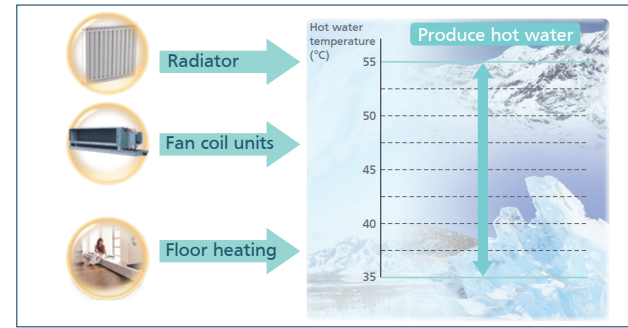 Hot water
temperature
(°C)
Produce hot water
Radiator
Fan coil units
Floor heating
55
50
45
40
35